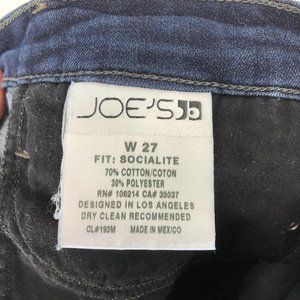 JOE'S
W 27
FIT: SOCIALITE
70% COTTON/COTON
30% POLYESTER
RN# 106214 CA# 35037
DESIGNED IN LOS ANGELES
DRY CLEAN RECOMMENDED
CL#193M MADE IN MEXICO